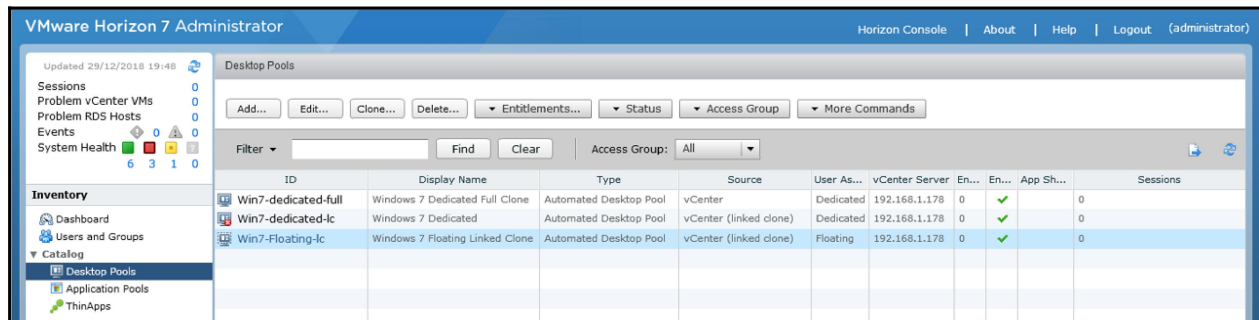 VMware Horizon 7 Administrator
Horizon Console | About | Help | Logout (administrator)
Updated 29/12/2018 19:48
Sessions 0
Problem vCenter VMs 0
Problem RDS Hosts 0
Events 0 0
System Health
6 3 1 0
Inventory
Dashboard
Users and Groups
Catalog
Desktop Pools
Application Pools
ThinApps
Desktop Pools
Add... Edit... Clone... Delete... Entitlements... Status Access Group More Commands
Filter Find Clear Access Group: All
ID Display Name Type Source User As... vCenter Server En... En... App Sh... Sessions
Win7-dedicated-full Windows 7 Dedicated Full Clone Automated Desktop Pool vCenter Dedicated 192.168.1.178 0 0
Win7-dedicated-lc Windows 7 Dedicated Automated Desktop Pool vCenter (linked clone) Dedicated 192.168.1.178 0 0
Win7-Floating-lc Windows 7 Floating Linked Clone Automated Desktop Pool vCenter (linked clone) Floating 192.168.1.178 0 0